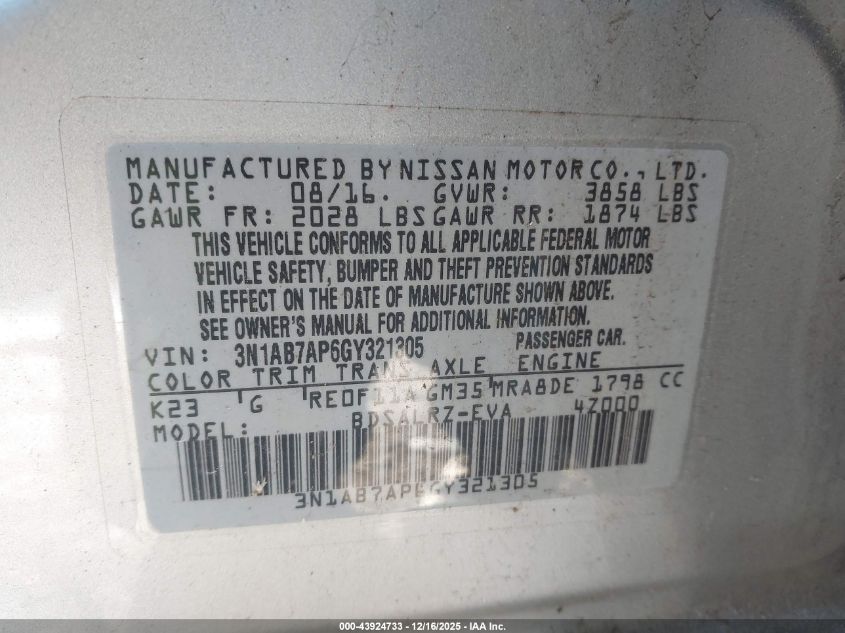 MANUFACTURED BY NISSAN MOTOR CO., LTD.
DATE: 08/16. GVWR: 3858 LBS
GAWR FR: 2028 LBS GAWR RR: 1874 LBS
THIS VEHICLE CONFORMS TO ALL APPLICABLE FEDERAL MOTOR
VEHICLE SAFETY, BUMPER AND THEFT PREVENTION STANDARDS
IN EFFECT ON THE DATE OF MANUFACTURE SHOWN ABOVE.
SEE OWNER'S MANUAL FOR ADDITIONAL INFORMATION.
VIN: 3N1AB7AP6GY321305 PASSENGER CAR.
COLOR TRIM TRANS AXLE ENGINE
K23 G RE0F11A GM35 MRA8DE 1798 CC
MODEL: BDSALRZ-EVA 4Z000
3N1AB7AP6GY321305
000-43924733 - 12/16/2025 - IAA Inc.